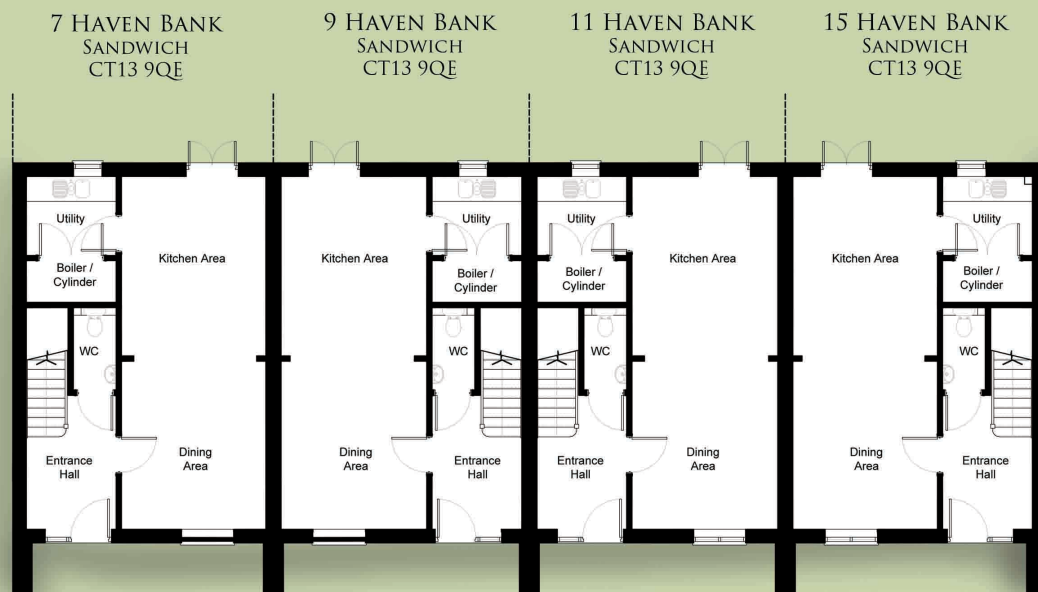 7 HAVEN BANK
SANDWICH
CT13 9QE
9 HAVEN BANK
SANDWICH
CT13 9QE
11 HAVEN BANK
SANDWICH
CT13 9QE
15 HAVEN BANK
SANDWICH
CT13 9QE
Utility
Boiler /
Cylinder
Kitchen Area
WC
Entrance
Hall
Dining
Area
Kitchen Area
Utility
Boiler /
Cylinder
WC
Dining
Area
Entrance
Hall
Utility
Boiler /
Cylinder
Kitchen Area
WC
Entrance
Hall
Dining
Area
Kitchen Area
Utility
Boiler /
Cylinder
WC
Dining
Area
Entrance
Hall